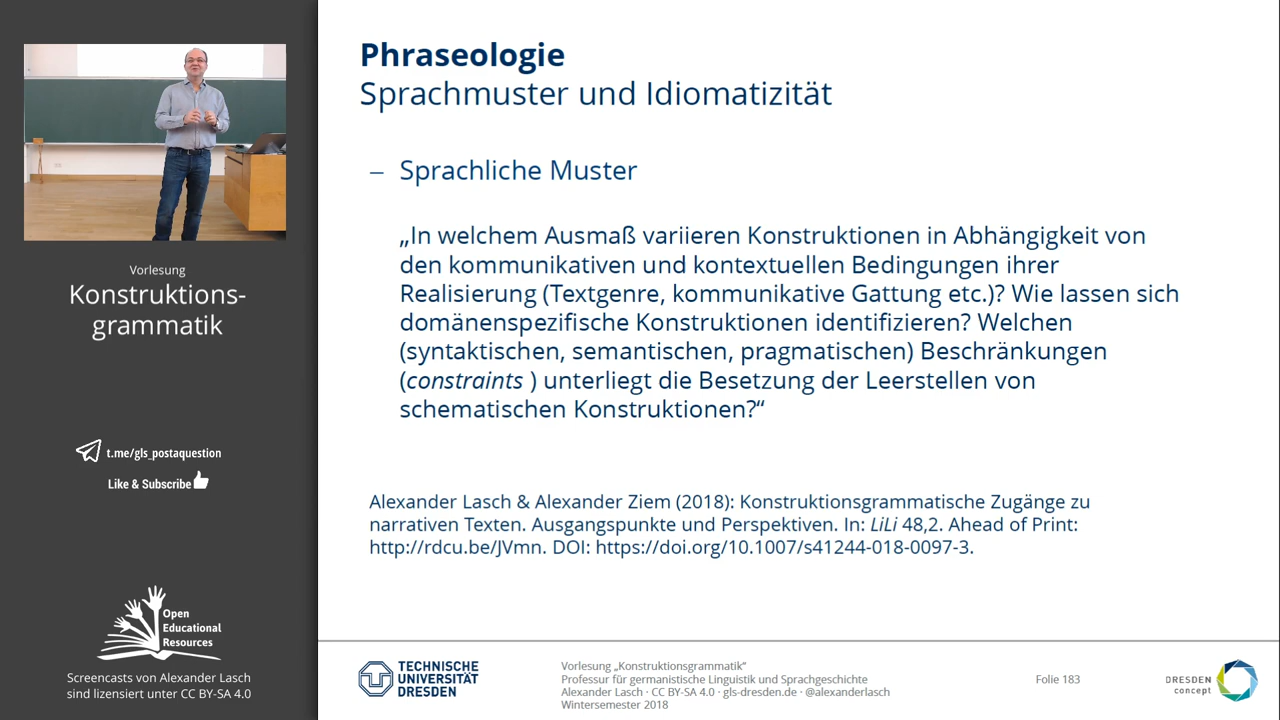 Phraseologie
Sprachmuster und Idiomatizität
– Sprachliche Muster
„In welchem Ausmaß variieren Konstruktionen in Abhängigkeit von
den kommunikativen und kontextuellen Bedingungen ihrer
Realisierung (Textgenre, kommunikative Gattung etc.)? Wie lassen sich
domänenspezifische Konstruktionen identifizieren? Welchen
(syntaktischen, semantischen, pragmatischen) Beschränkungen
(constraints ) unterliegt die Besetzung der Leerstellen von
schematischen Konstruktionen?“
Alexander Lasch & Alexander Ziem (2018): Konstruktionsgrammatische Zugänge zu
narrativen Texten. Ausgangspunkte und Perspektiven. In: LiLi 48,2. Ahead of Print:
http://rdcu.be/JVmn. DOI: https://doi.org/10.1007/s41244-018-0097-3.
Vorlesung
Konstruktions-
grammatik
t.me/gls_postaquestion
Like & Subscribe
Open
Educational
Resources
Screencasts von Alexander Lasch
sind lizensiert unter CC BY-SA 4.0
TECHNISCHE
UNIVERSITÄT
DRESDEN
Vorlesung „Konstruktionsgrammatik“
Professur für germanistische Linguistik und Sprachgeschichte
Alexander Lasch · CC BY-SA 4.0 · gls-dresden.de · @alexanderlasch
Wintersemester 2018
Folie 183
DRESDEN
concept